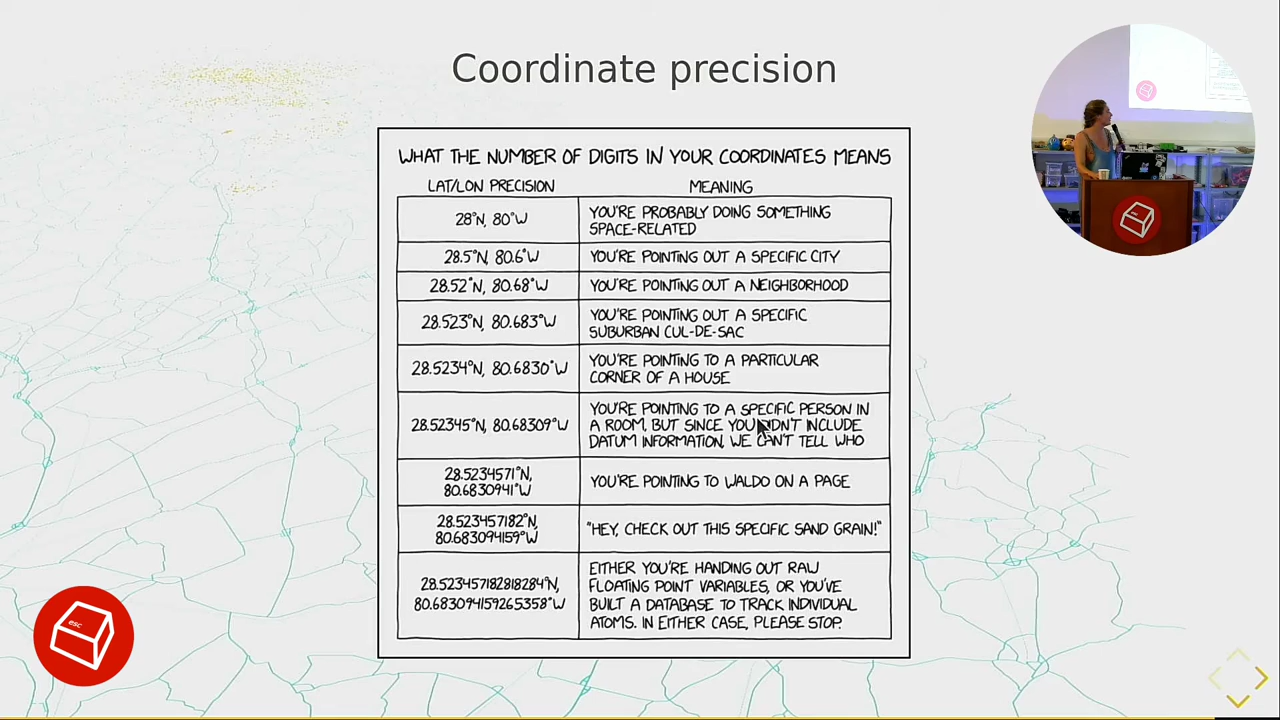 Coordinate precision
WHAT THE NUMBER OF DIGITS IN YOUR COORDINATES MEANS
LAT/LON PRECISION MEANING
28°N, 80°W YOU'RE PROBABLY DOING SOMETHING
SPACE-RELATED
28.5°N, 80.6°W YOU'RE POINTING OUT A SPECIFIC CITY
28.52°N, 80.68°W YOU'RE POINTING OUT A NEIGHBORHOOD
28.523°N, 80.683°W YOU'RE POINTING OUT A SPECIFIC
SUBURBAN CUL-DE-SAC
28.5234°N, 80.6830°W YOU'RE POINTING TO A PARTICULAR
CORNER OF A HOUSE
28.52345°N, 80.68309°W YOU'RE POINTING TO A SPECIFIC PERSON IN
A ROOM, BUT SINCE YOU DIDN'T INCLUDE
DATUM INFORMATION, WE CAN'T TELL WHO
28.5234571°N,
80.6830941°W YOU'RE POINTING TO WALDO ON A PAGE
28.523457182°N,
80.683094159°W "HEY, CHECK OUT THIS SPECIFIC SAND GRAIN!"
28.523457182818284°N,
80.683094159265358°W EITHER YOU'RE HANDING OUT RAW
FLOATING POINT VARIABLES, OR YOU'VE
BUILT A DATABASE TO TRACK INDIVIDUAL
ATOMS. IN EITHER CASE, PLEASE STOP.
esc